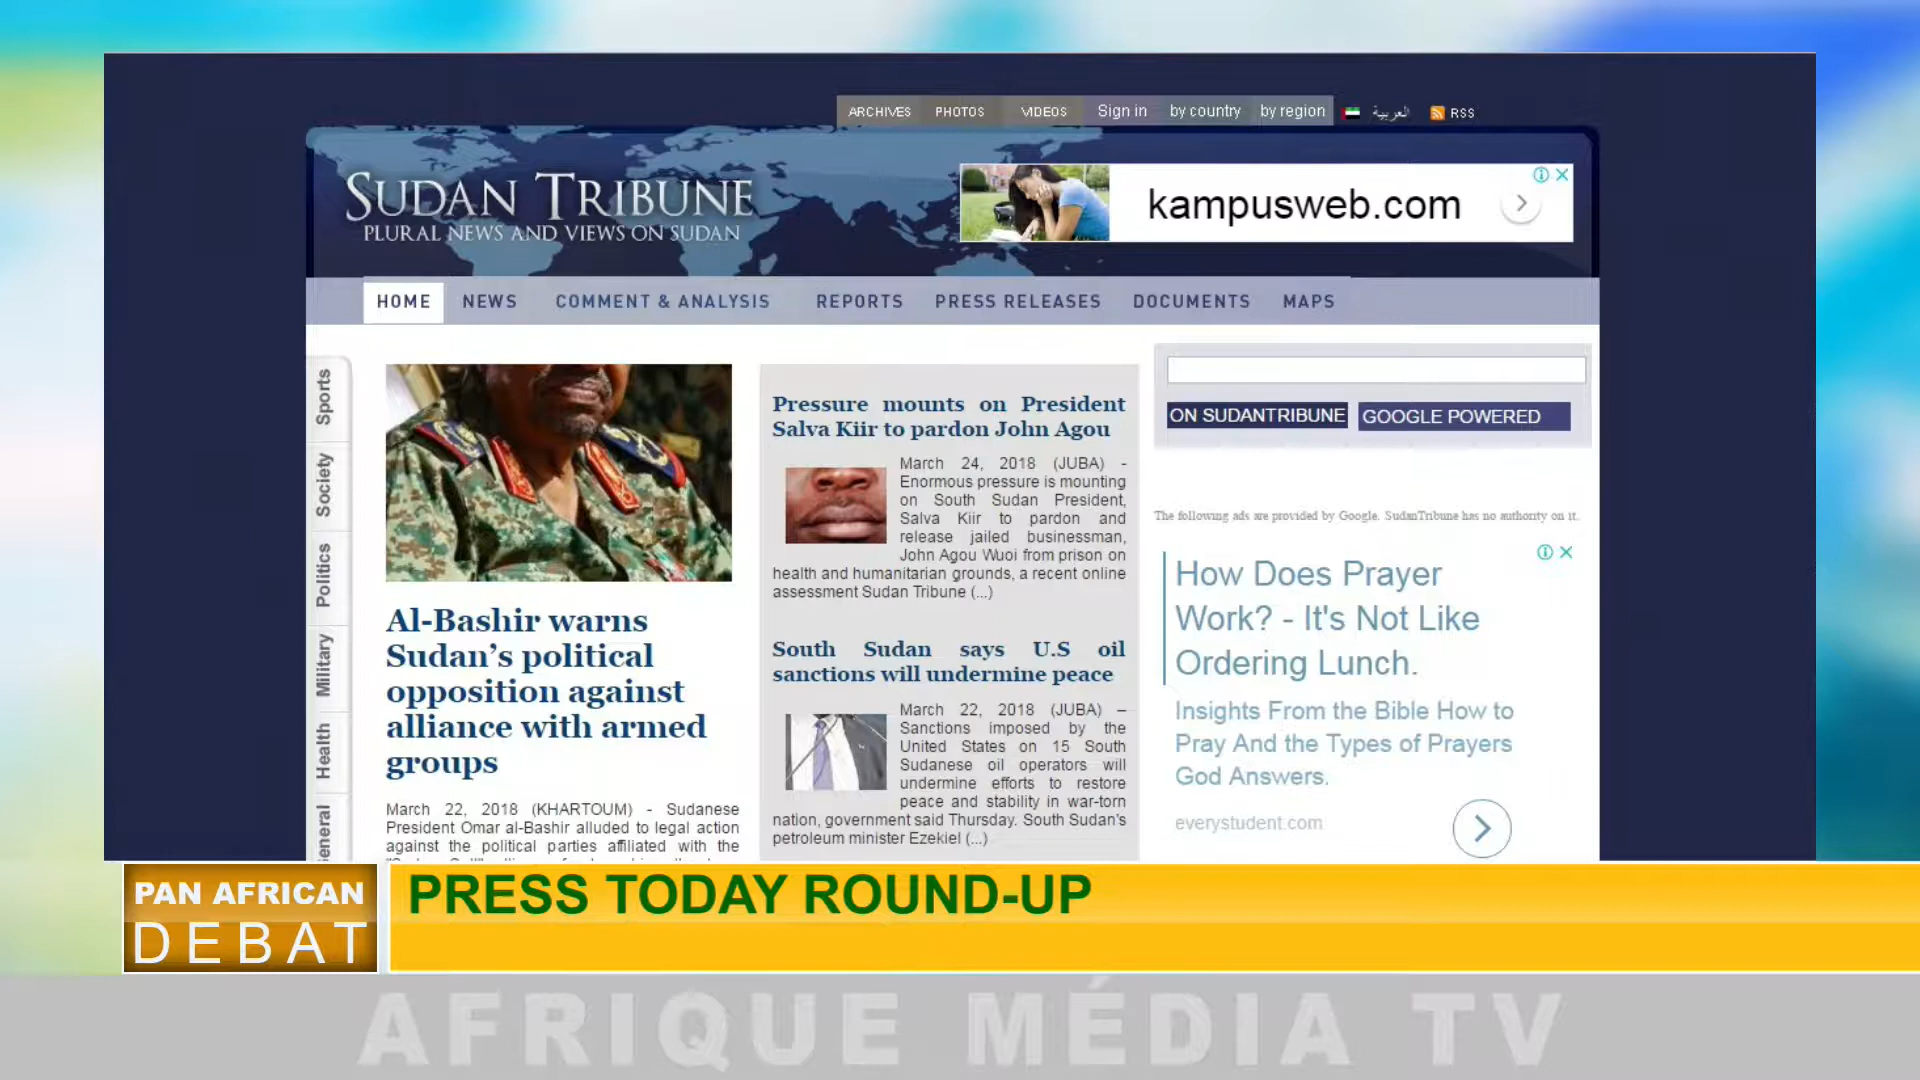 ARCHIVES PHOTOS VIDEOS Sign in by country by region العربية RSS
SUDAN TRIBUNE
PLURAL NEWS AND VIEWS ON SUDAN
kampusweb.com
HOME NEWS COMMENT & ANALYSIS REPORTS PRESS RELEASES DOCUMENTS MAPS
Sports
Society
Politics
Military
Health
eneral
Al-Bashir warns
Sudan’s political
opposition against
alliance with armed
groups
March 22, 2018 (KHARTOUM) - Sudanese
President Omar al-Bashir alluded to legal action
against the political parties affiliated with the
Pressure mounts on President
Salva Kiir to pardon John Agou
March 24, 2018 (JUBA) -
Enormous pressure is mounting
on South Sudan President,
Salva Kiir to pardon and
release jailed businessman,
John Agou Wuoi from prison on
health and humanitarian grounds, a recent online
assessment Sudan Tribune (...)
South Sudan says U.S oil
sanctions will undermine peace
March 22, 2018 (JUBA) –
Sanctions imposed by the
United States on 15 South
Sudanese oil operators will
undermine efforts to restore
peace and stability in war-torn
nation, government said Thursday. South Sudan's
petroleum minister Ezekiel (...)
ON SUDANTRIBUNE GOOGLE POWERED
The following ads are provided by Google. SudanTribune has no authority on it.
How Does Prayer
Work? - It's Not Like
Ordering Lunch.
Insights From the Bible How to
Pray And the Types of Prayers
God Answers.
everystudent.com
PAN AFRICAN
DEBAT
PRESS TODAY ROUND-UP
AFRIQUE MÉDIA TV